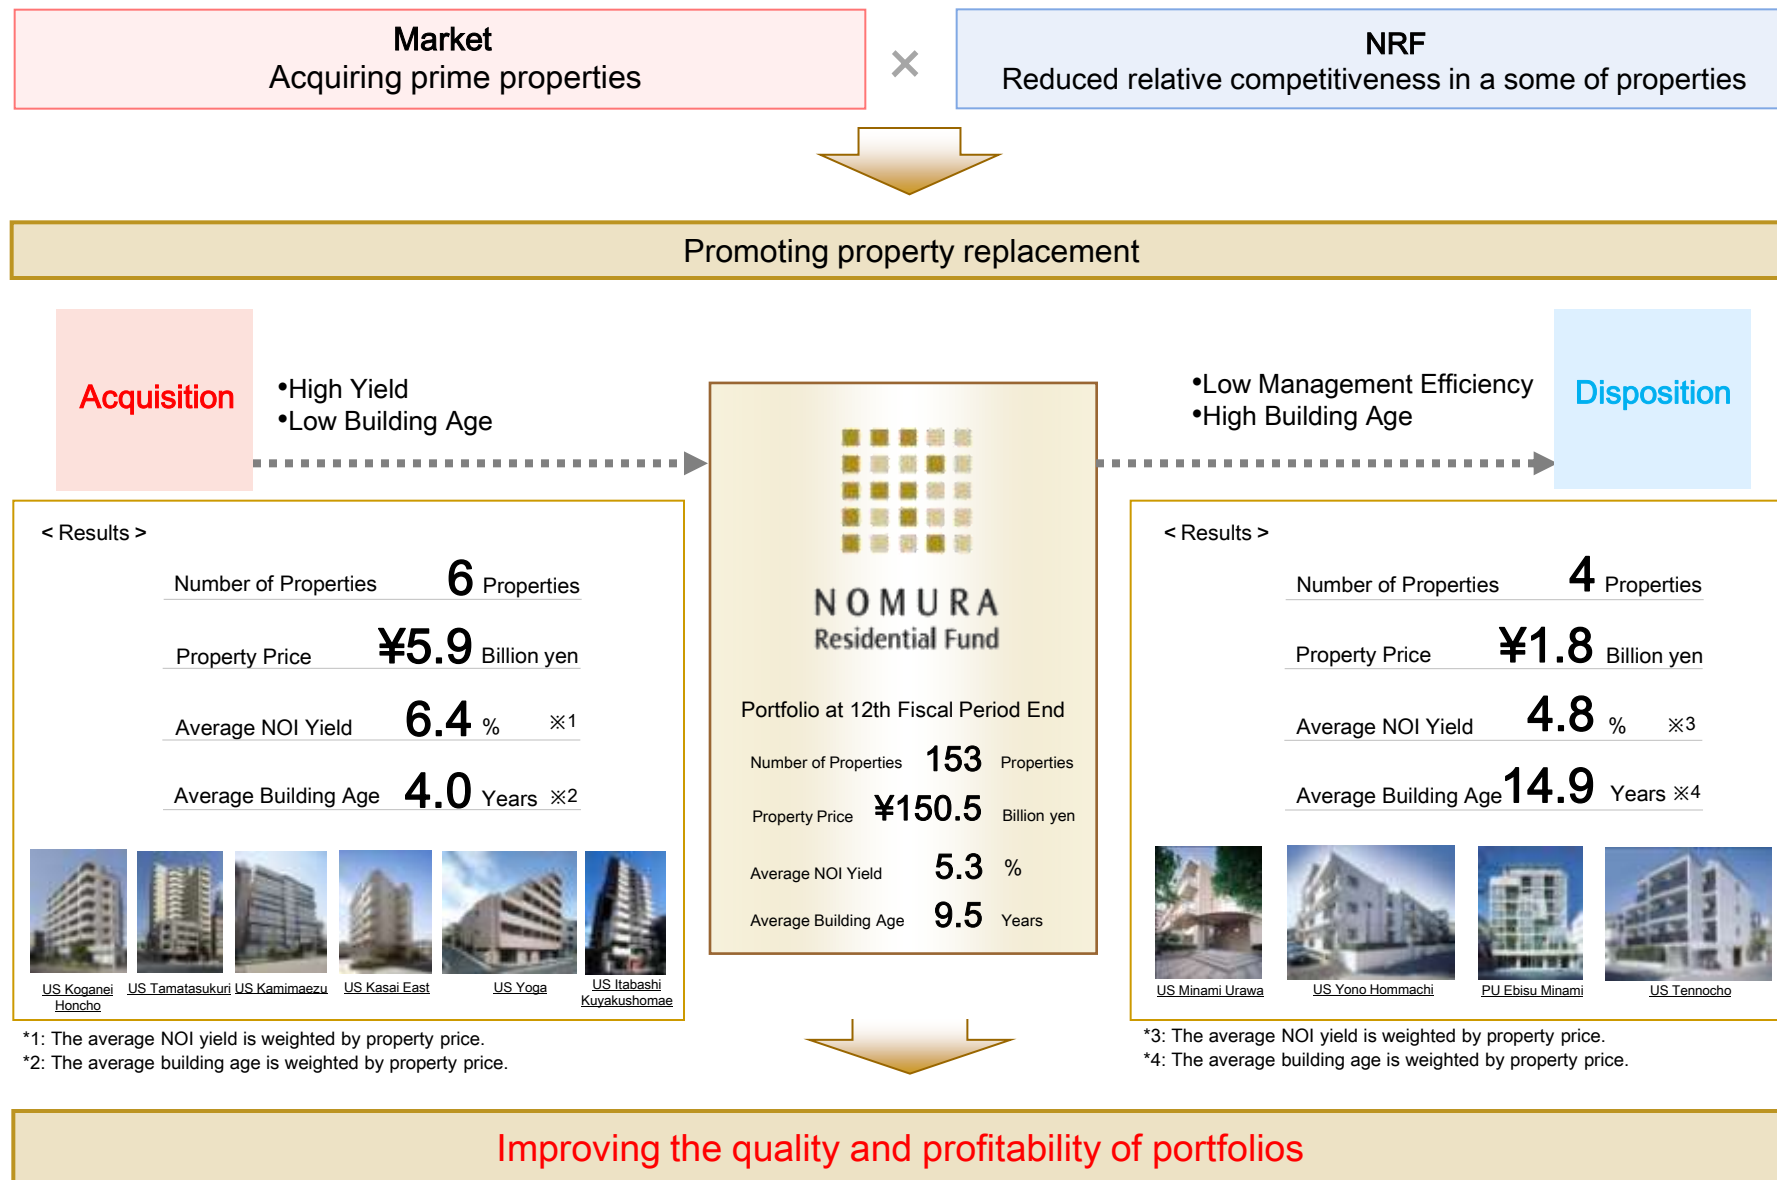 Market
Acquiring prime properties
×
NRF
Reduced relative competitiveness in a some of properties
Promoting property replacement
Acquisition
•High Yield
•Low Building Age
•Low Management Efficiency
•High Building Age
Disposition
< Results >
Number of Properties 6 Properties
Property Price ¥5.9 Billion yen
Average NOI Yield 6.4 % ※1
Average Building Age 4.0 Years ※2
US Koganei
Honcho
US Tamatasukuri
US Kamimaezu
US Kasai East
US Yoga
US Itabashi
Kuyakushomae
*1: The average NOI yield is weighted by property price.
*2: The average building age is weighted by property price.
NOMURA
Residential Fund
Portfolio at 12th Fiscal Period End
Number of Properties 153 Properties
Property Price ¥150.5 Billion yen
Average NOI Yield 5.3 %
Average Building Age 9.5 Years
< Results >
Number of Properties 4 Properties
Property Price ¥1.8 Billion yen
Average NOI Yield 4.8 % ※3
Average Building Age 14.9 Years ※4
US Minami Urawa
US Yono Hommachi
PU Ebisu Minami
US Tennocho
*3: The average NOI yield is weighted by property price.
*4: The average building age is weighted by property price.
Improving the quality and profitability of portfolios